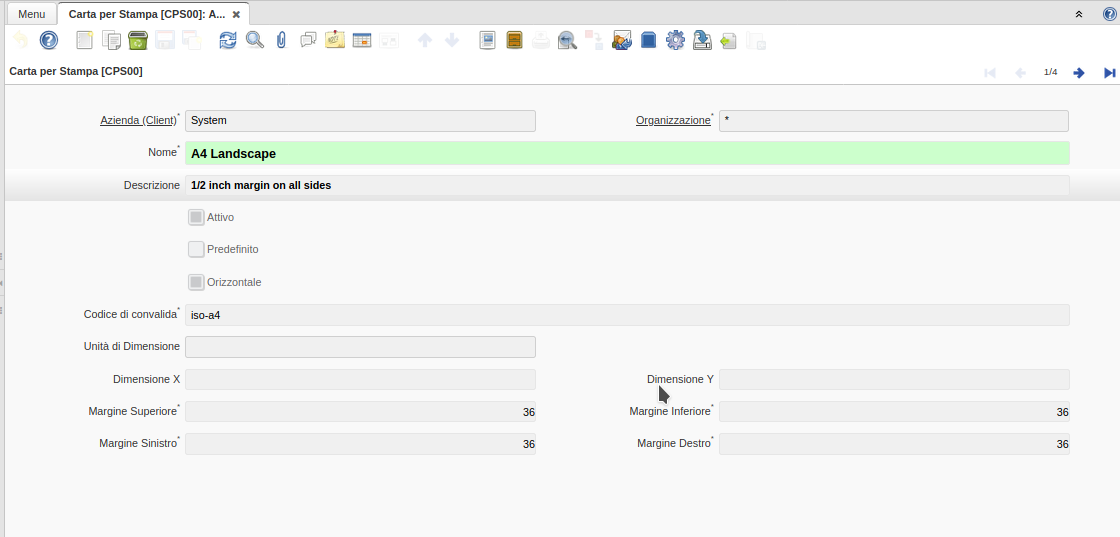 Menu Carta per Stampa [CPS00]: A...
Carta per Stampa [CPS00] 1/4
Azienda (Client)* System Organizzazione* *
Nome* A4 Landscape
Descrizione 1/2 inch margin on all sides
Attivo
Predefinito
Orizzontale
Codice di convalida* iso-a4
Unità di Dimensione
Dimensione X Dimensione Y
Margine Superiore* 36 Margine Inferiore* 36
Margine Sinistro* 36 Margine Destro* 36